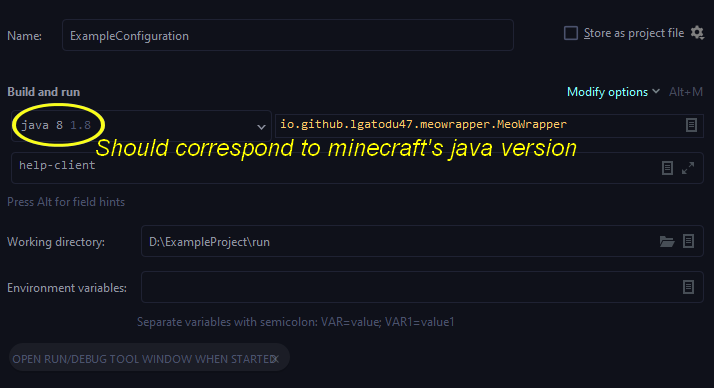 Name: ExampleConfiguration Store as project file
Build and run Modify options Alt+M
java 8 1.8 io.github.lgatodu47.meowrapper.MeoWrapper
Should correspond to minecraft's java version
help-client
Press Alt for field hints
Working directory: D:\ExampleProject\run
Environment variables:
Separate variables with semicolon: VAR=value; VAR1=value1
OPEN RUN/DEBUG TOOL WINDOW WHEN STARTED